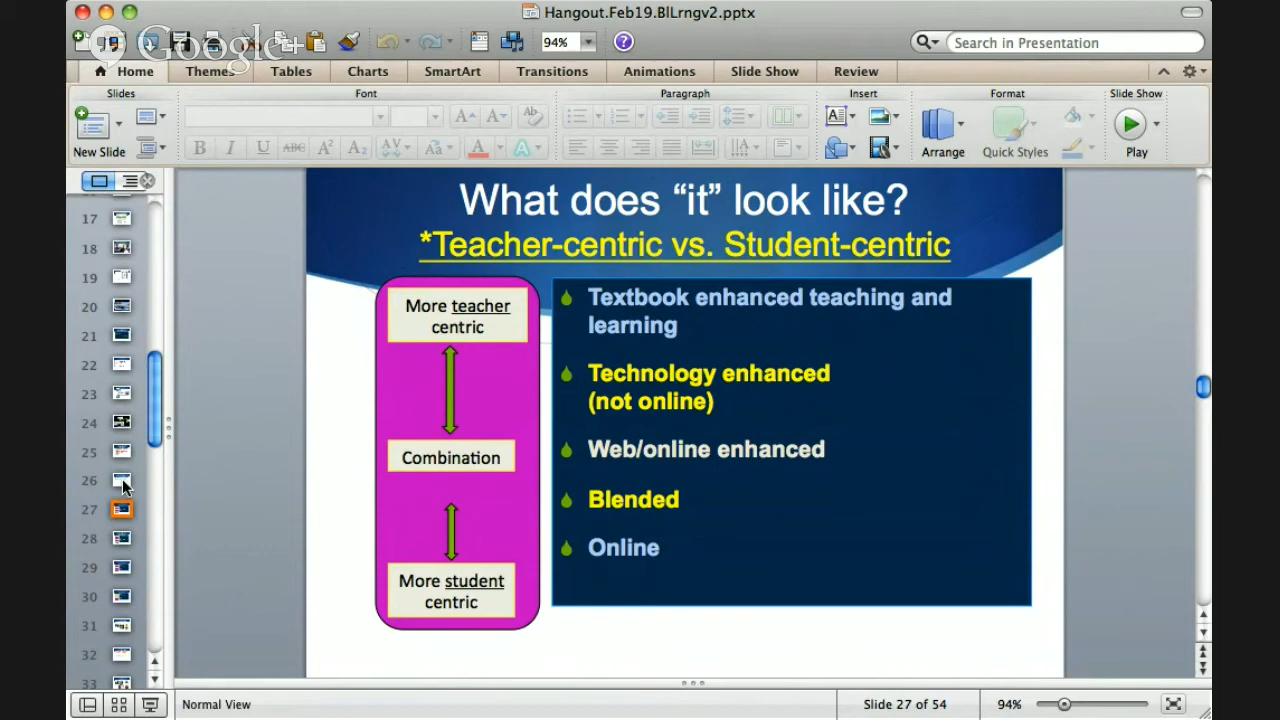 Hangout.Feb19.BlLrngv2.pptx
Google+
94%
Search in Presentation
Home Themes Tables Charts SmartArt Transitions Animations Slide Show Review
Slides Font Paragraph Insert Format Slide Show
New Slide Arrange Quick Styles Play
What does “it” look like?
*Teacher-centric vs. Student-centric
More teacher
centric
Combination
More student
centric
Textbook enhanced teaching and
learning
Technology enhanced
(not online)
Web/online enhanced
Blended
Online
17
18
19
20
21
22
23
24
25
26
27
28
29
30
31
32
33
Normal View Slide 27 of 54 94%